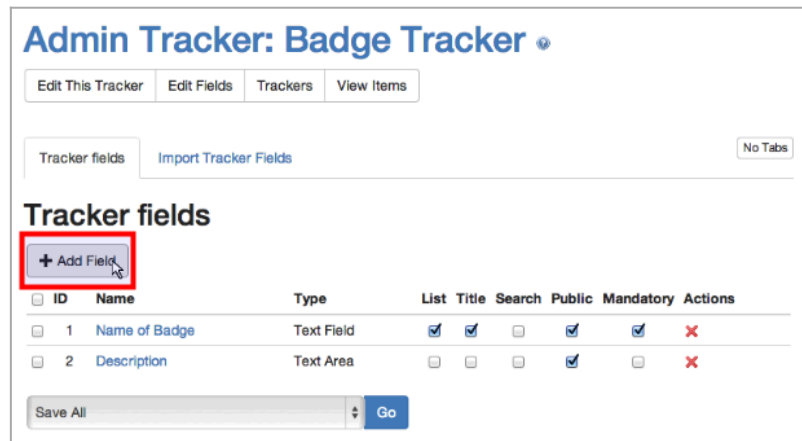 Admin Tracker: Badge Tracker
Edit This Tracker Edit Fields Trackers View Items
Tracker fields Import Tracker Fields No Tabs
Tracker fields
+ Add Field
ID Name Type List Title Search Public Mandatory Actions
1 Name of Badge Text Field
2 Description Text Area
Save All Go